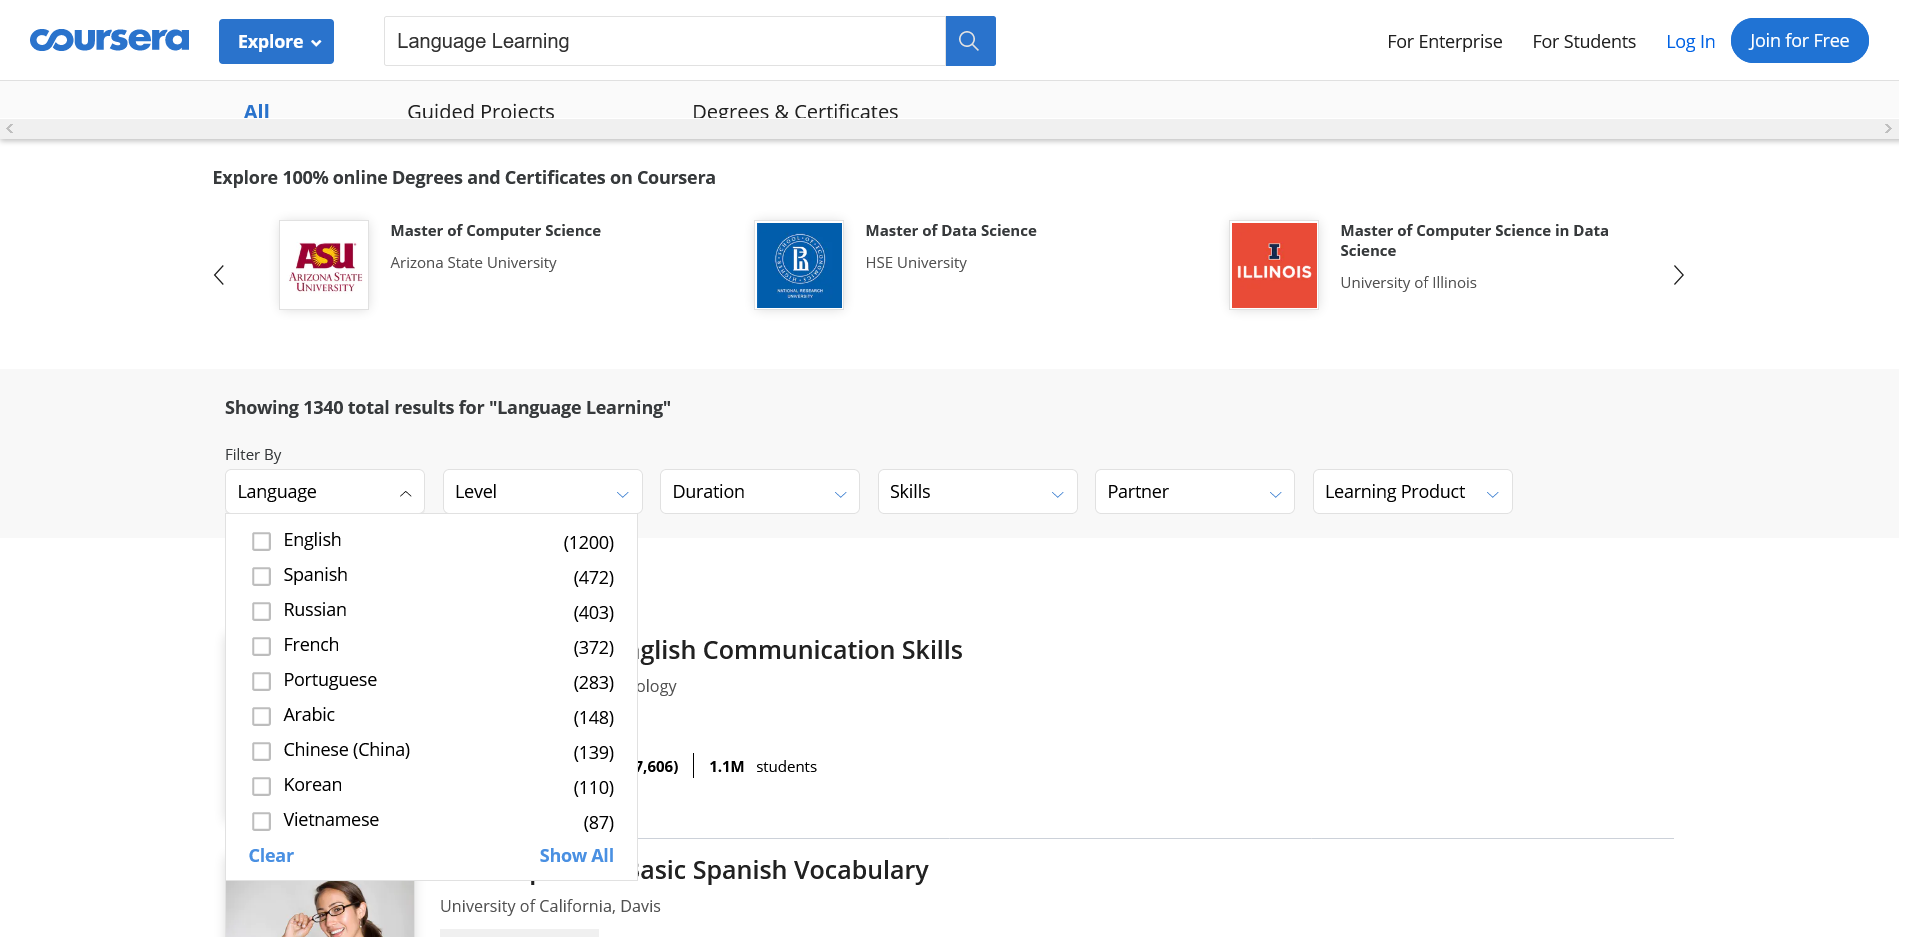 coursera
Explore
Language Learning
For Enterprise
For Students
Log In
Join for Free
All
Guided Projects
Degrees & Certificates
Explore 100% online Degrees and Certificates on Coursera
ASU
ARIZONA STATE
UNIVERSITY
Master of Computer Science
Arizona State University
NATIONAL RESEARCH
UNIVERSITY
Master of Data Science
HSE University
I
ILLINOIS
Master of Computer Science in Data
Science
University of Illinois
Showing 1340 total results for "Language Learning"
Filter By
Language
Level
Duration
Skills
Partner
Learning Product
English (1200)
Spanish (472)
Russian (403)
French (372)
Portuguese (283)
Arabic (148)
Chinese (China) (139)
Korean (110)
Vietnamese (87)
Clear
Show All
glish Communication Skills
ology
7,606)
1.1M students
asic Spanish Vocabulary
University of California, Davis